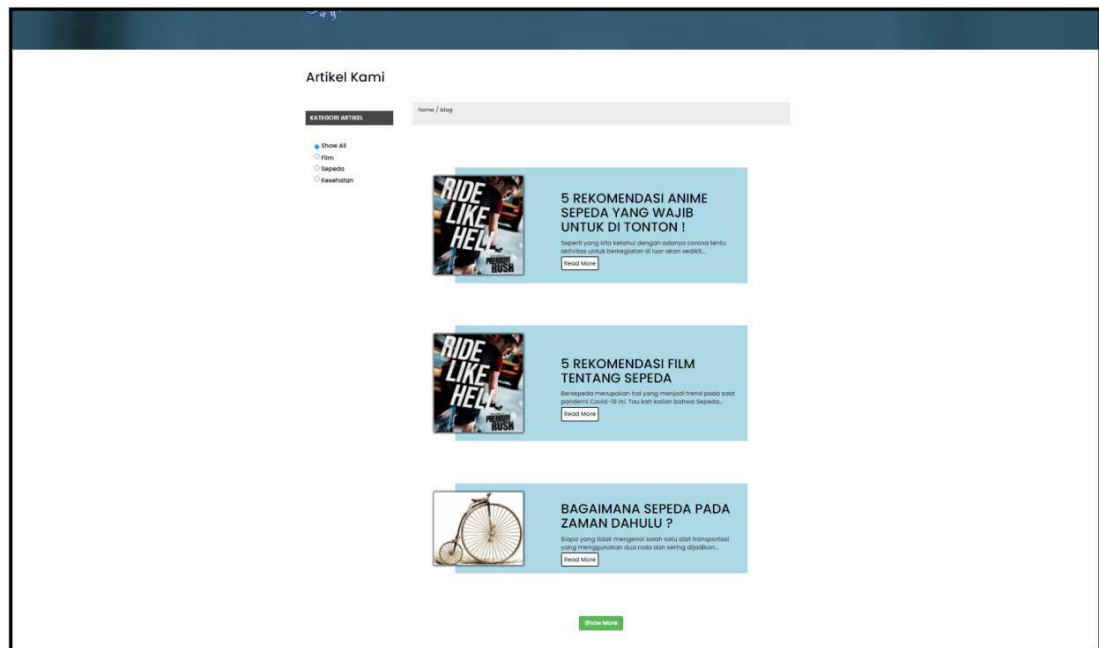 Artikel Kami
KATEGORI ARTIKEL
Show All
Film
Sepeda
Kesehatan
home / blog
RIDE
LIKE
HELL
PREMIUM
RUSH
5 REKOMENDASI ANIME
SEPEDA YANG WAJIB
UNTUK DI TONTON !
Seperti yang kita ketahui dengan adanya corona tentu
aktivitas untuk berkegiatan di luar akan sedikit...
Read More
RIDE
LIKE
HELL
PREMIUM
RUSH
5 REKOMENDASI FILM
TENTANG SEPEDA
Bersepeda merupakan hal yang menjadi trend pada saat
pandemi Covid-19 ini. Tau kah kalian bahwa Sepeda...
Read More
BAGAIMANA SEPEDA PADA
ZAMAN DAHULU ?
Siapa yang tidak mengenal salah satu alat transportasi
yang menggunakan dua roda dan sering dijadikan...
Read More
Show More